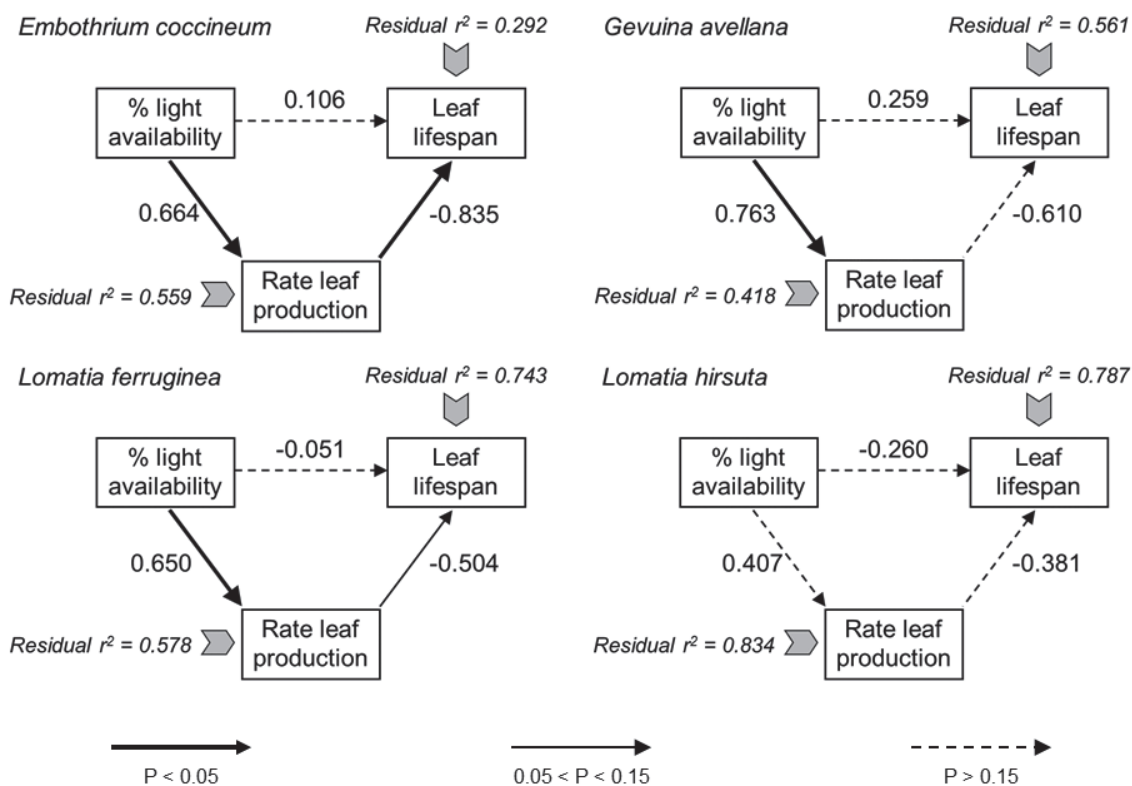 Embothrium coccineum
Residual r² = 0.292
% light
availability
0.106
Leaf
lifespan
0.664
-0.835
Residual r² = 0.559
Rate leaf
production
Gevuina avellana
Residual r² = 0.561
% light
availability
0.259
Leaf
lifespan
0.763
-0.610
Residual r² = 0.418
Rate leaf
production
Lomatia ferruginea
Residual r² = 0.743
% light
availability
-0.051
Leaf
lifespan
0.650
-0.504
Residual r² = 0.578
Rate leaf
production
Lomatia hirsuta
Residual r² = 0.787
% light
availability
-0.260
Leaf
lifespan
0.407
-0.381
Residual r² = 0.834
Rate leaf
production
P < 0.05
0.05 < P < 0.15
P > 0.15